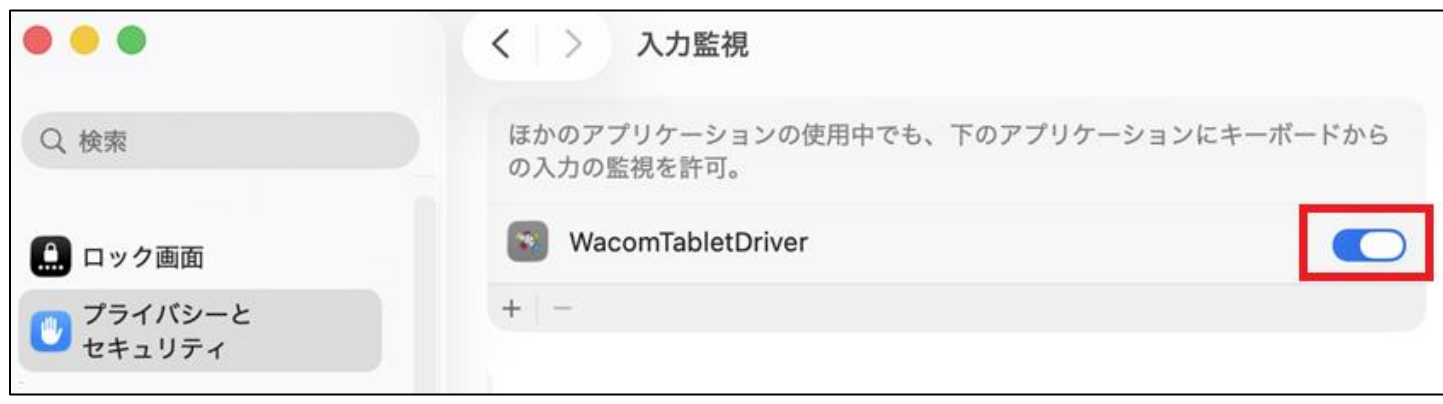 入力監視
検索
ほかのアプリケーションの使用中でも、下のアプリケーションにキーボードから
の入力の監視を許可。
WacomTabletDriver
ロック画面
プライバシーと
セキュリティ